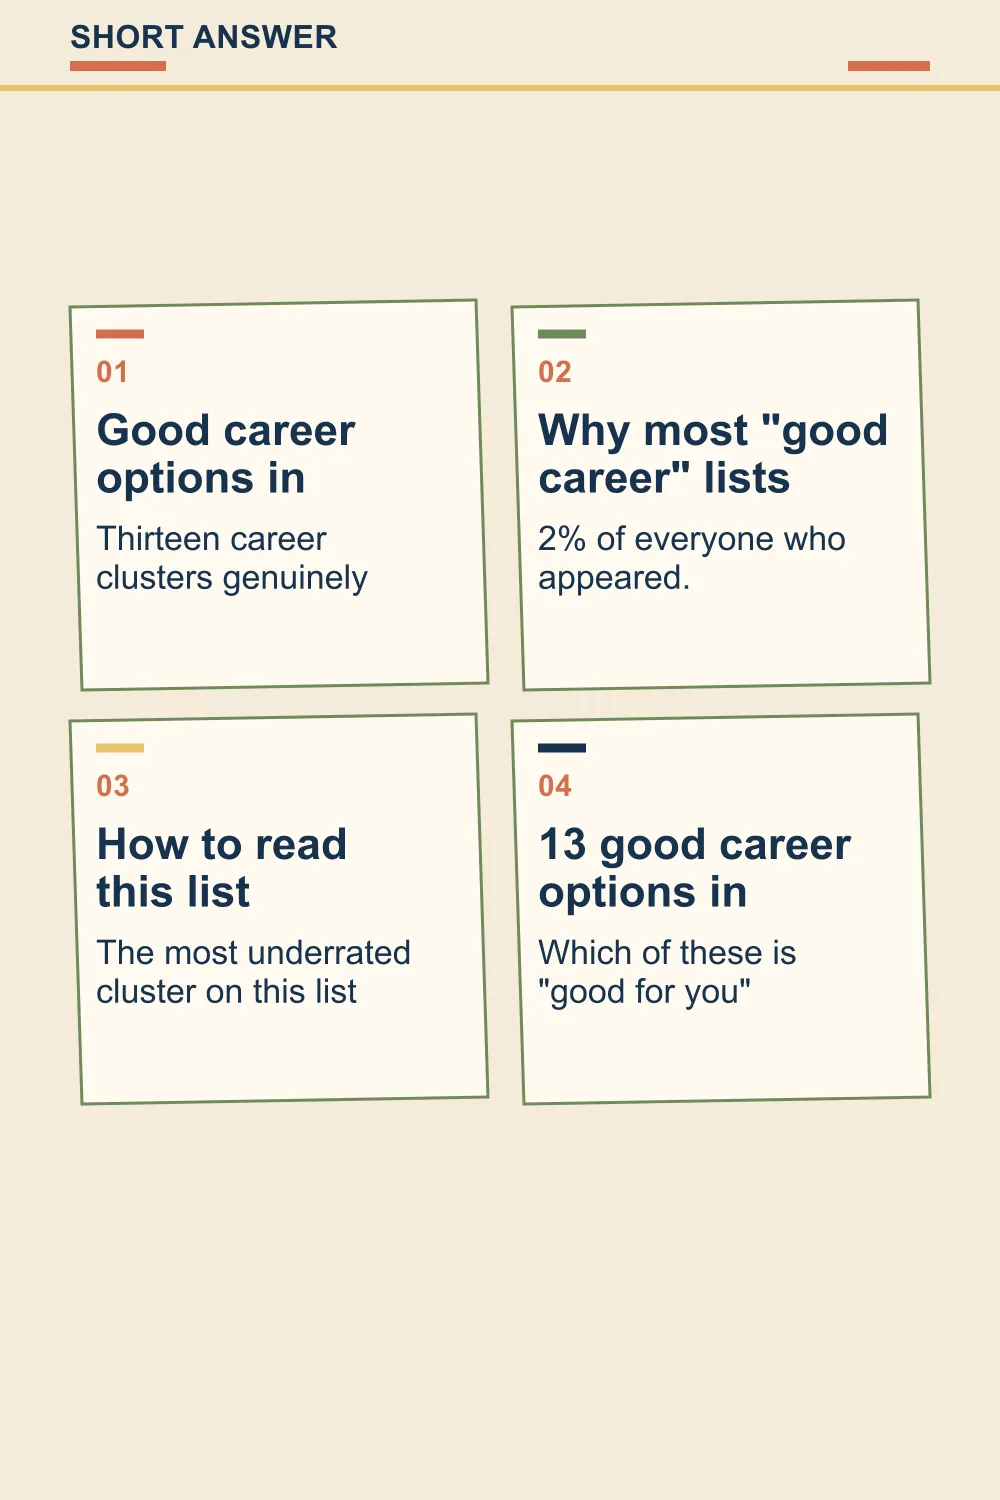 SHORT ANSWER
01
Good career
options in
Thirteen career
clusters genuinely
02
Why most "good
career" lists
2% of everyone who
appeared.
03
How to read
this list
The most underrated
cluster on this list
04
13 good career
options in
Which of these is
"good for you"